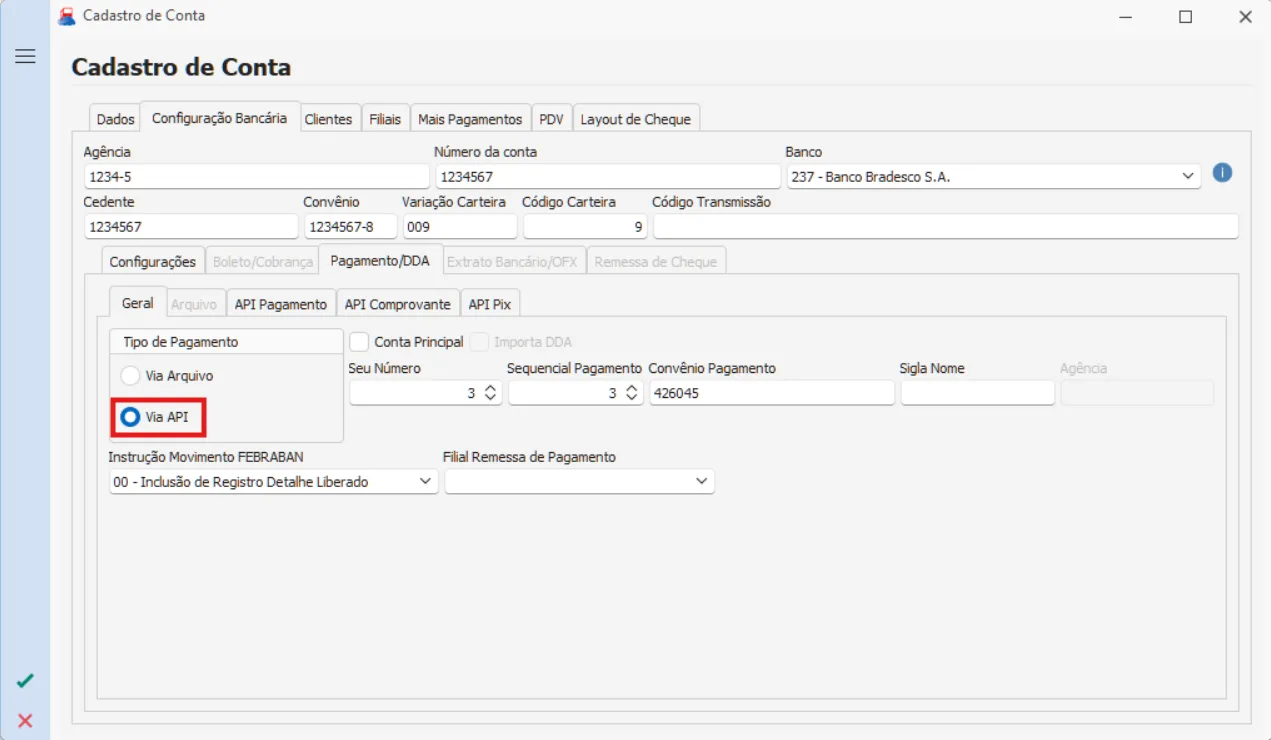 Cadastro de Conta
Cadastro de Conta
Dados Configuração Bancária Clientes Filiais Mais Pagamentos PDV Layout de Cheque
Agência Número da conta Banco
1234-5 1234567 237 - Banco Bradesco S.A.
Cedente Convênio Variação Carteira Código Carteira Código Transmissão
1234567 1234567-8 009 9
Configurações Boleto/Cobrança Pagamento/DDA Extrato Bancário/OFX Remessa de Cheque
Geral Arquivo API Pagamento API Comprovante API Pix
Tipo de Pagamento Conta Principal Importa DDA
Seu Número Sequencial Pagamento Convênio Pagamento Sigla Nome Agência
Via Arquivo
3 3 426045
Via API
Instrução Movimento FEBRABAN Filial Remessa de Pagamento
00 - Inclusão de Registro Detalhe Liberado